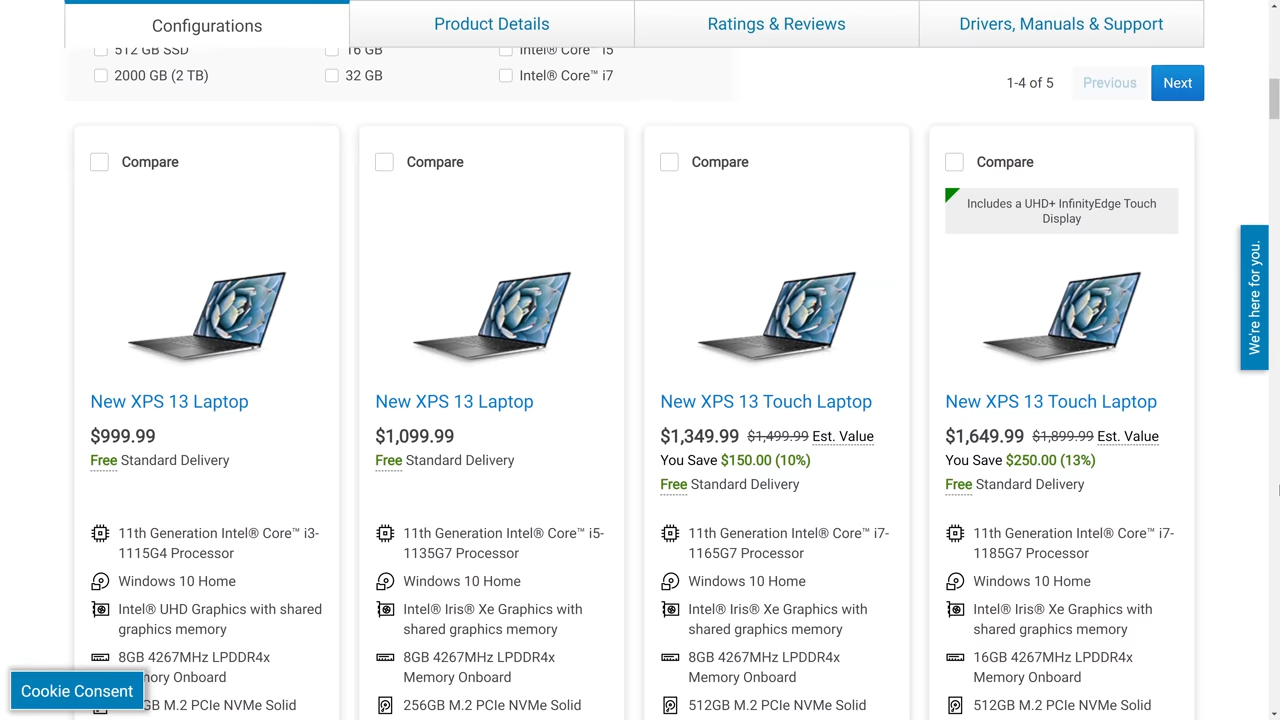 Configurations
Product Details
Ratings & Reviews
Drivers, Manuals & Support
512 GB SSD
16 GB
Intel® Core™ i5
2000 GB (2 TB)
32 GB
Intel® Core™ i7
1-4 of 5
Previous
Next
Compare
Compare
Compare
Compare
Includes a UHD+ InfinityEdge Touch
Display
We're here for you.
New XPS 13 Laptop
$999.99
Free Standard Delivery
11th Generation Intel® Core™ i3-
1115G4 Processor
Windows 10 Home
Intel® UHD Graphics with shared
graphics memory
8GB 4267MHz LPDDR4x
Onboard
M.2 PCIe NVMe Solid
New XPS 13 Laptop
$1,099.99
Free Standard Delivery
11th Generation Intel® Core™ i5-
1135G7 Processor
Windows 10 Home
Intel® Iris® Xe Graphics with
shared graphics memory
8GB 4267MHz LPDDR4x
Memory Onboard
256GB M.2 PCIe NVMe Solid
New XPS 13 Touch Laptop
$1,349.99 $1,499.99 Est. Value
You Save $150.00 (10%)
Free Standard Delivery
11th Generation Intel® Core™ i7-
1165G7 Processor
Windows 10 Home
Intel® Iris® Xe Graphics with
shared graphics memory
8GB 4267MHz LPDDR4x
Memory Onboard
512GB M.2 PCIe NVMe Solid
New XPS 13 Touch Laptop
$1,649.99 $1,899.99 Est. Value
You Save $250.00 (13%)
Free Standard Delivery
11th Generation Intel® Core™ i7-
1185G7 Processor
Windows 10 Home
Intel® Iris® Xe Graphics with
shared graphics memory
16GB 4267MHz LPDDR4x
Memory Onboard
512GB M.2 PCIe NVMe Solid
Cookie Consent